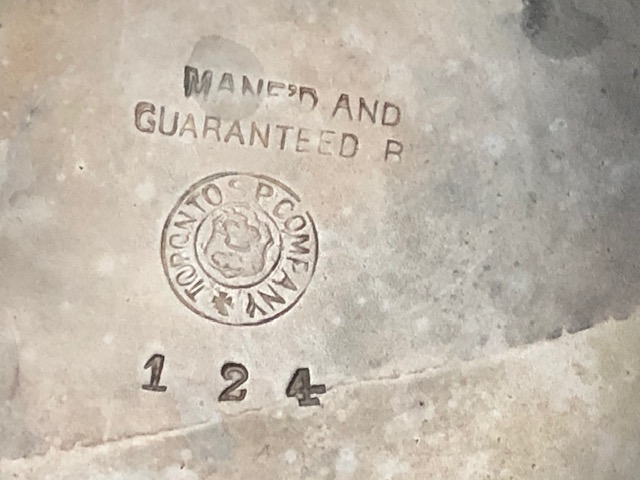 MANF'D AND
GUARANTEED B
TORONTO S.P. COMPANY
124